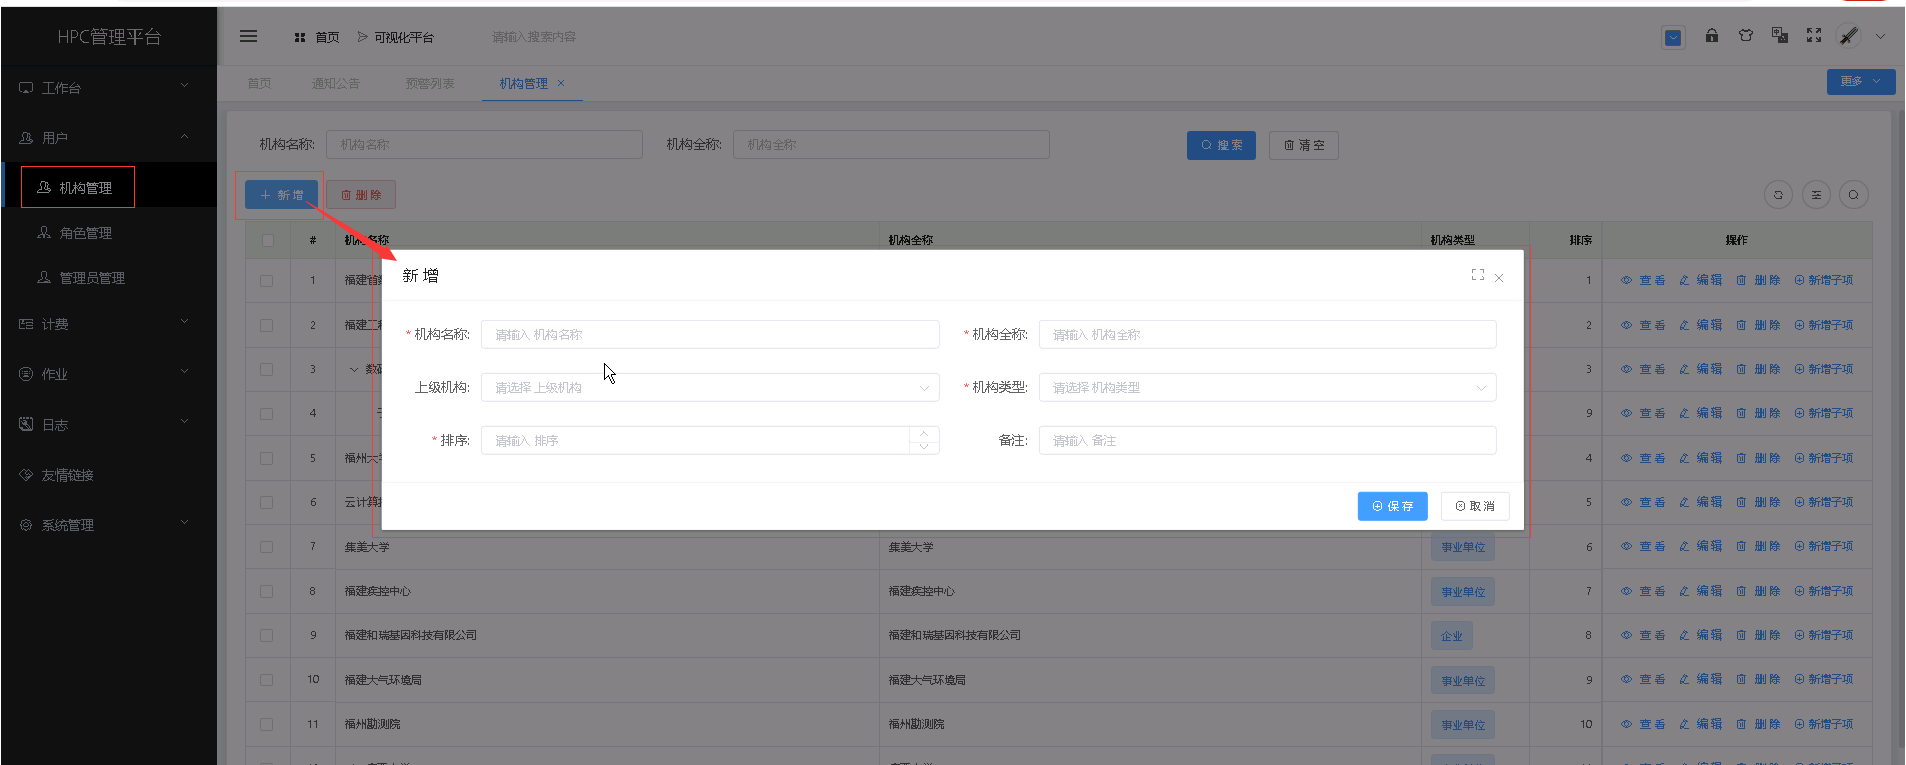 HPC管理平台
首页
可视化平台
请输入搜索内容
首页
通知公告
预警列表
机构管理
更多
工作台
用户
机构管理
角色管理
管理员管理
计费
作业
日志
友情链接
系统管理
机构名称:
机构名称
机构全称:
机构全称
搜索
清空
新增
删除
# 机构名称 机构全称 机构类型 排序 操作
新增
* 机构名称: 请输入 机构名称
* 机构全称: 请输入 机构全称
上级机构: 请选择 上级机构
* 机构类型: 请选择 机构类型
* 排序: 请输入 排序
备注: 请输入 备注
保存
取消
1 福建省 1 查看 编辑 删除 新增子项
2 福建工 2 查看 编辑 删除 新增子项
3 数 3 查看 编辑 删除 新增子项
4 9 查看 编辑 删除 新增子项
5 福州大 4 查看 编辑 删除 新增子项
6 云计算 5 查看 编辑 删除 新增子项
7 集美大学 集美大学 事业单位 6 查看 编辑 删除 新增子项
8 福建疾控中心 福建疾控中心 事业单位 7 查看 编辑 删除 新增子项
9 福建和瑞基因科技有限公司 福建和瑞基因科技有限公司 企业 8 查看 编辑 删除 新增子项
10 福建大气环境局 福建大气环境局 事业单位 9 查看 编辑 删除 新增子项
11 福州勘测院 福州勘测院 事业单位 10 查看 编辑 删除 新增子项